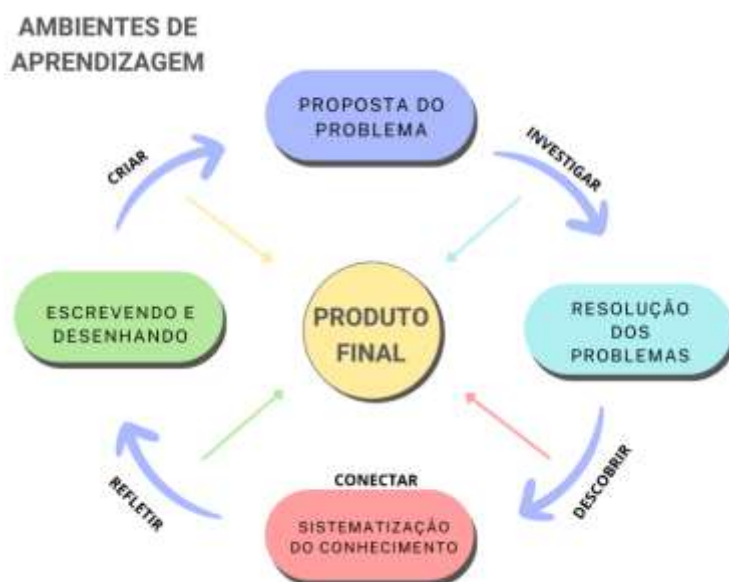 AMBIENTES DE
APRENDIZAGEM
PROPOSTA DO
PROBLEMA
INVESTIGAR
RESOLUÇÃO
DOS
PROBLEMAS
DESCOBRIR
CONECTAR
SISTEMATIZAÇÃO
DO CONHECIMENTO
REFLETIR
ESCREVENDO E
DESENHANDO
CRIAR
PRODUTO
FINAL